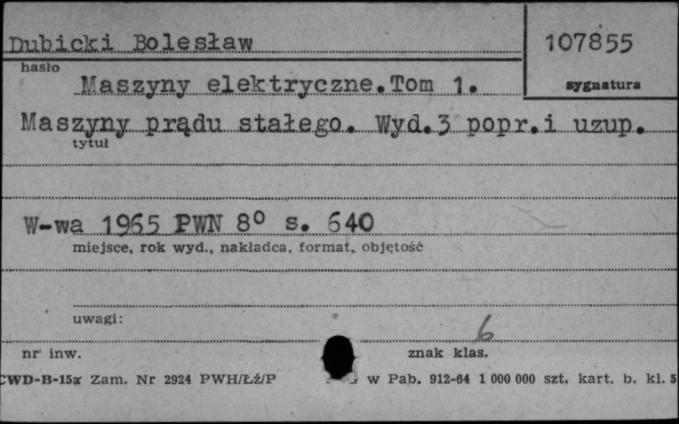 Dubicki Bolesław
107855
hasło
sygnatura
Maszyny elektryczne.Tom 1.
Maszyny prądu stałego. Wyd.3 popr.i uzup.
tytuł
W-wa 1965 PWN 8° s. 640
miejsce, rok wyd., nakładca, format, objętość
uwagi:
6
nr inw.
znak klas.
CWD-B-15a Zam. Nr 2924 PWH/Łź/P w Pab. 912-64 1 000 000 szt. kart. b. kl. 5